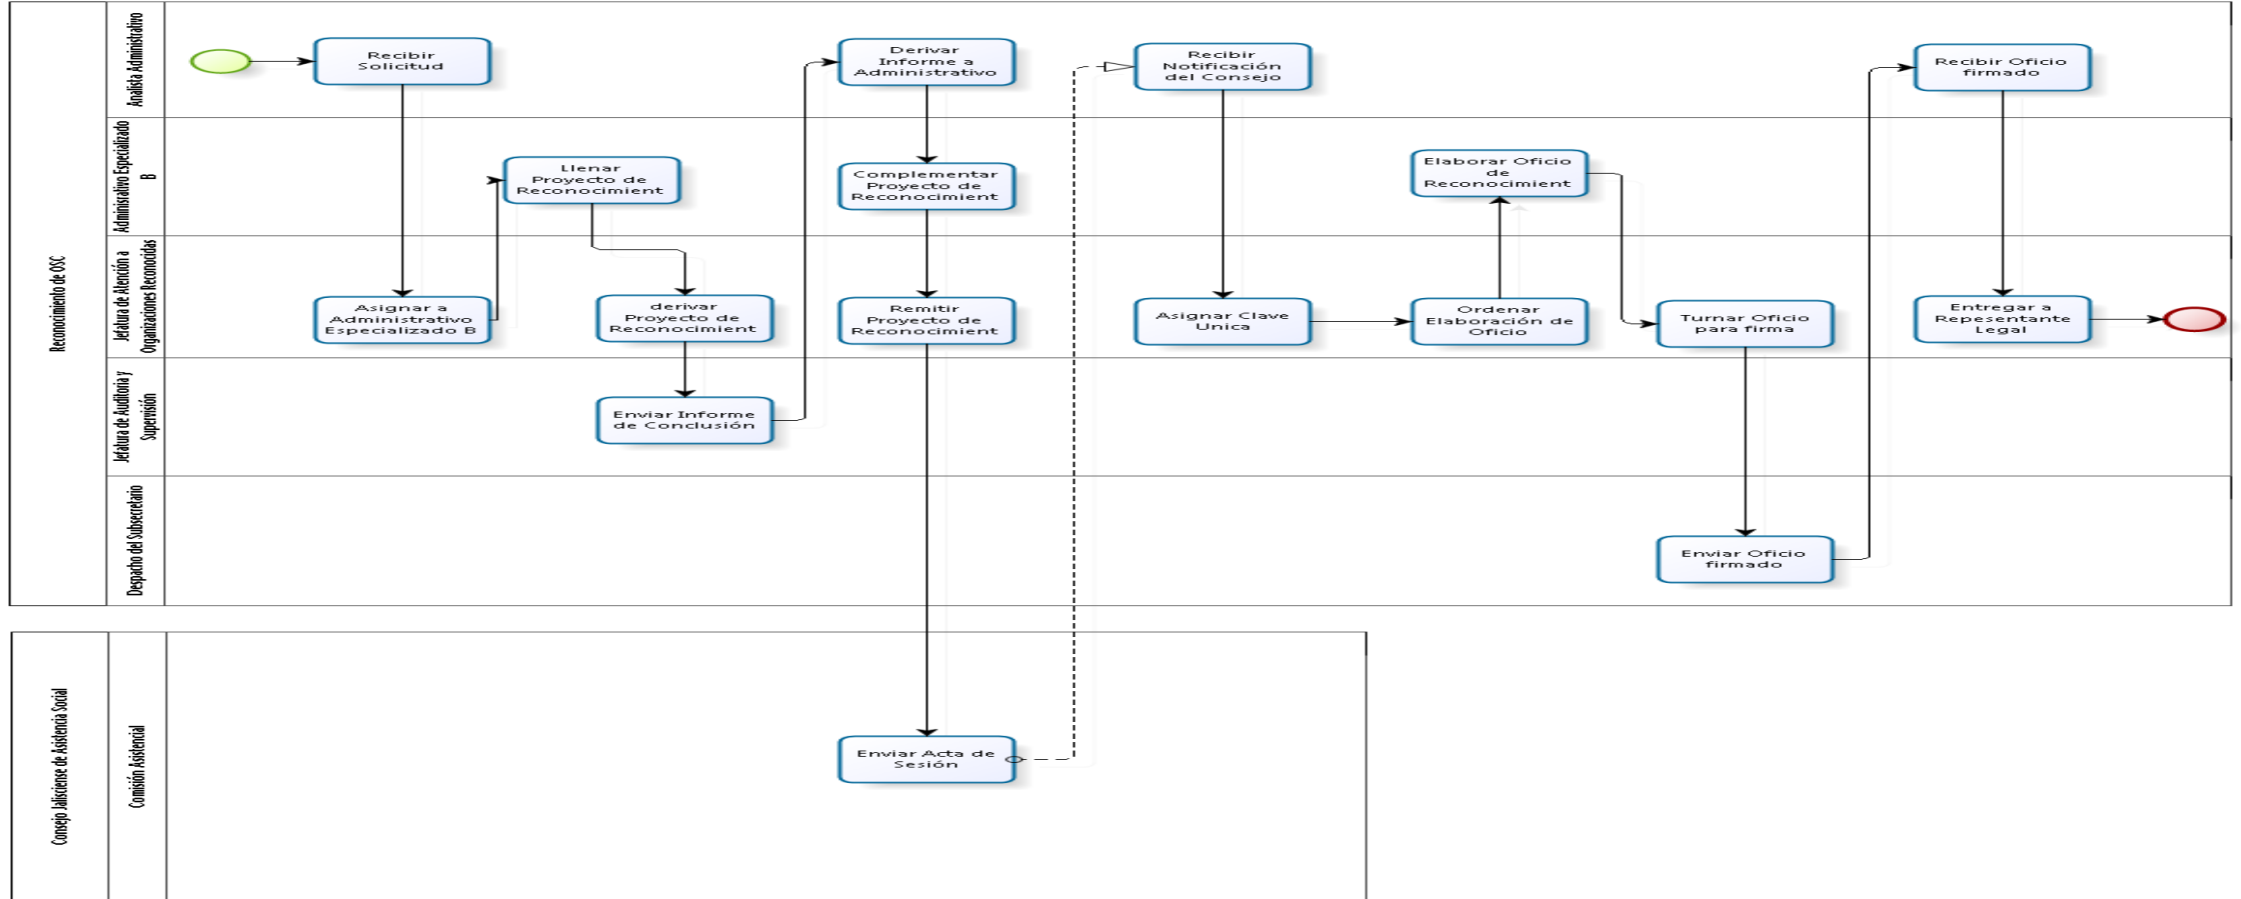 Reconocimiento de OSC
Analista Administrativo
Recibir
Solicitud
Derivar
Informe a
Administrativo
Recibir
Notificación
del Consejo
Recibir Oficio
firmado
Administrativo Especializado
B
Llenar
Proyecto de
Reconocimient
Complementar
Proyecto de
Reconocimient
Elaborar Oficio
de
Reconocimient
Jefatura de Atención a
Organizaciones Reconocidas
Asignar a
Administrativo
Especializado B
derivar
Proyecto de
Reconocimient
Remitir
Proyecto de
Reconocimient
Asignar Clave
Unica
Ordenar
Elaboración de
Oficio
Turnar Oficio
para firma
Entregar a
Repesentante
Legal
Jefatura de Auditoria y
Supervisión
Enviar Informe
de Conclusión
Despacho del Subsecretario
Enviar Oficio
firmado
Consejo Jalisciense de Asistencia Social
Comisión Asistencial
Enviar Acta de
Sesión